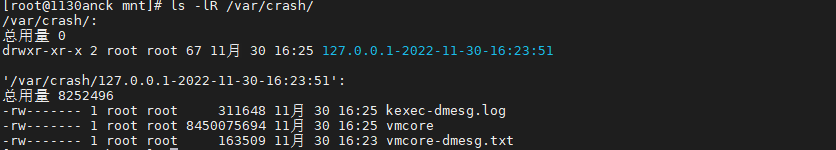 [root@1130anck mnt]# ls -lR /var/crash/
/var/crash/:
总用量 0
drwxr-xr-x 2 root root 67 11月 30 16:25 127.0.0.1-2022-11-30-16:23:51
'/var/crash/127.0.0.1-2022-11-30-16:23:51':
总用量 8252496
-rw------- 1 root root     311648 11月 30 16:25 kexec-dmesg.log
-rw------- 1 root root 8450075694 11月 30 16:25 vmcore
-rw------- 1 root root     163509 11月 30 16:23 vmcore-dmesg.txt